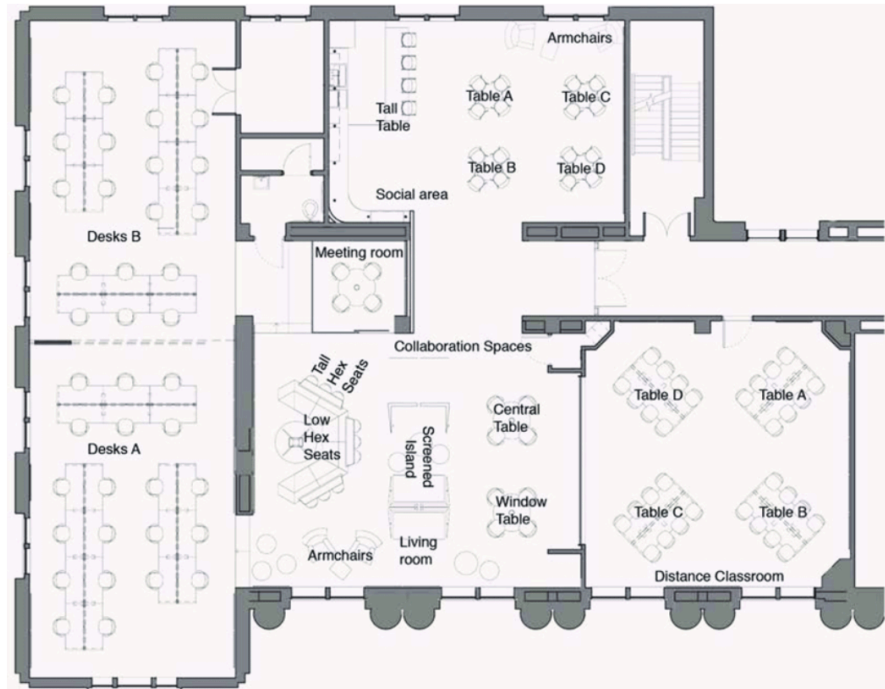 Armchairs
Table A
Table C
Tall
Table
Table B
Table D
Social area
Desks B
Meeting room
Collaboration Spaces
Tall
Hex
Seats
Table D
Table A
Central
Table
Low
Hex
Seats
Screened
Island
Desks A
Window
Table
Table C
Table B
Armchairs
Living
room
Distance Classroom